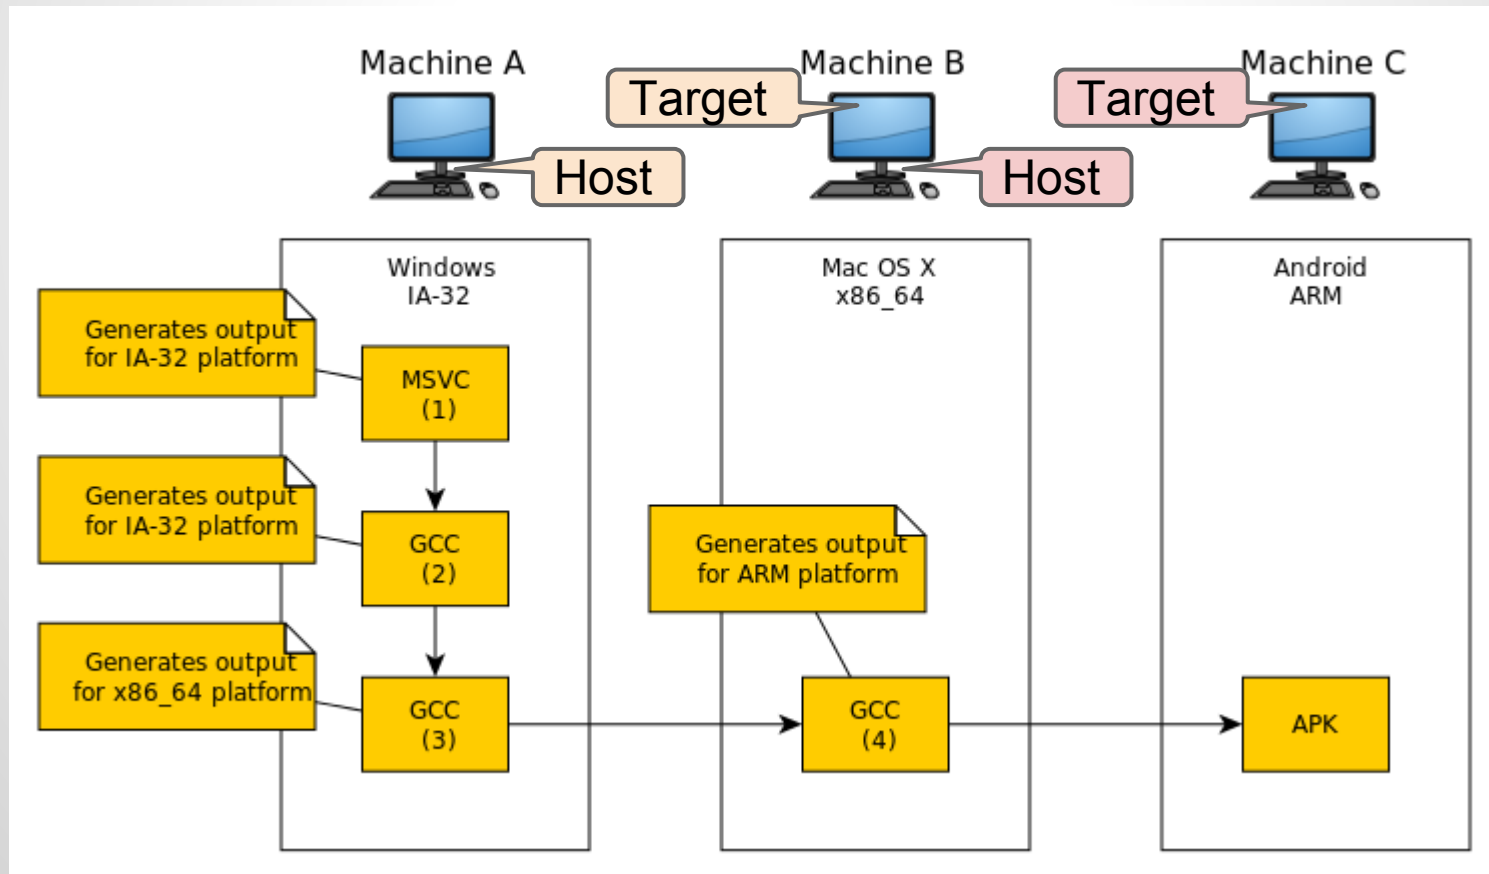 Machine A
Machine B
Machine C
Target
Target
Host
Host
Windows
IA-32
Mac OS X
x86_64
Android
ARM
Generates output
for IA-32 platform
MSVC
(1)
Generates output
for IA-32 platform
GCC
(2)
Generates output
for ARM platform
Generates output
for x86_64 platform
GCC
(3)
GCC
(4)
APK